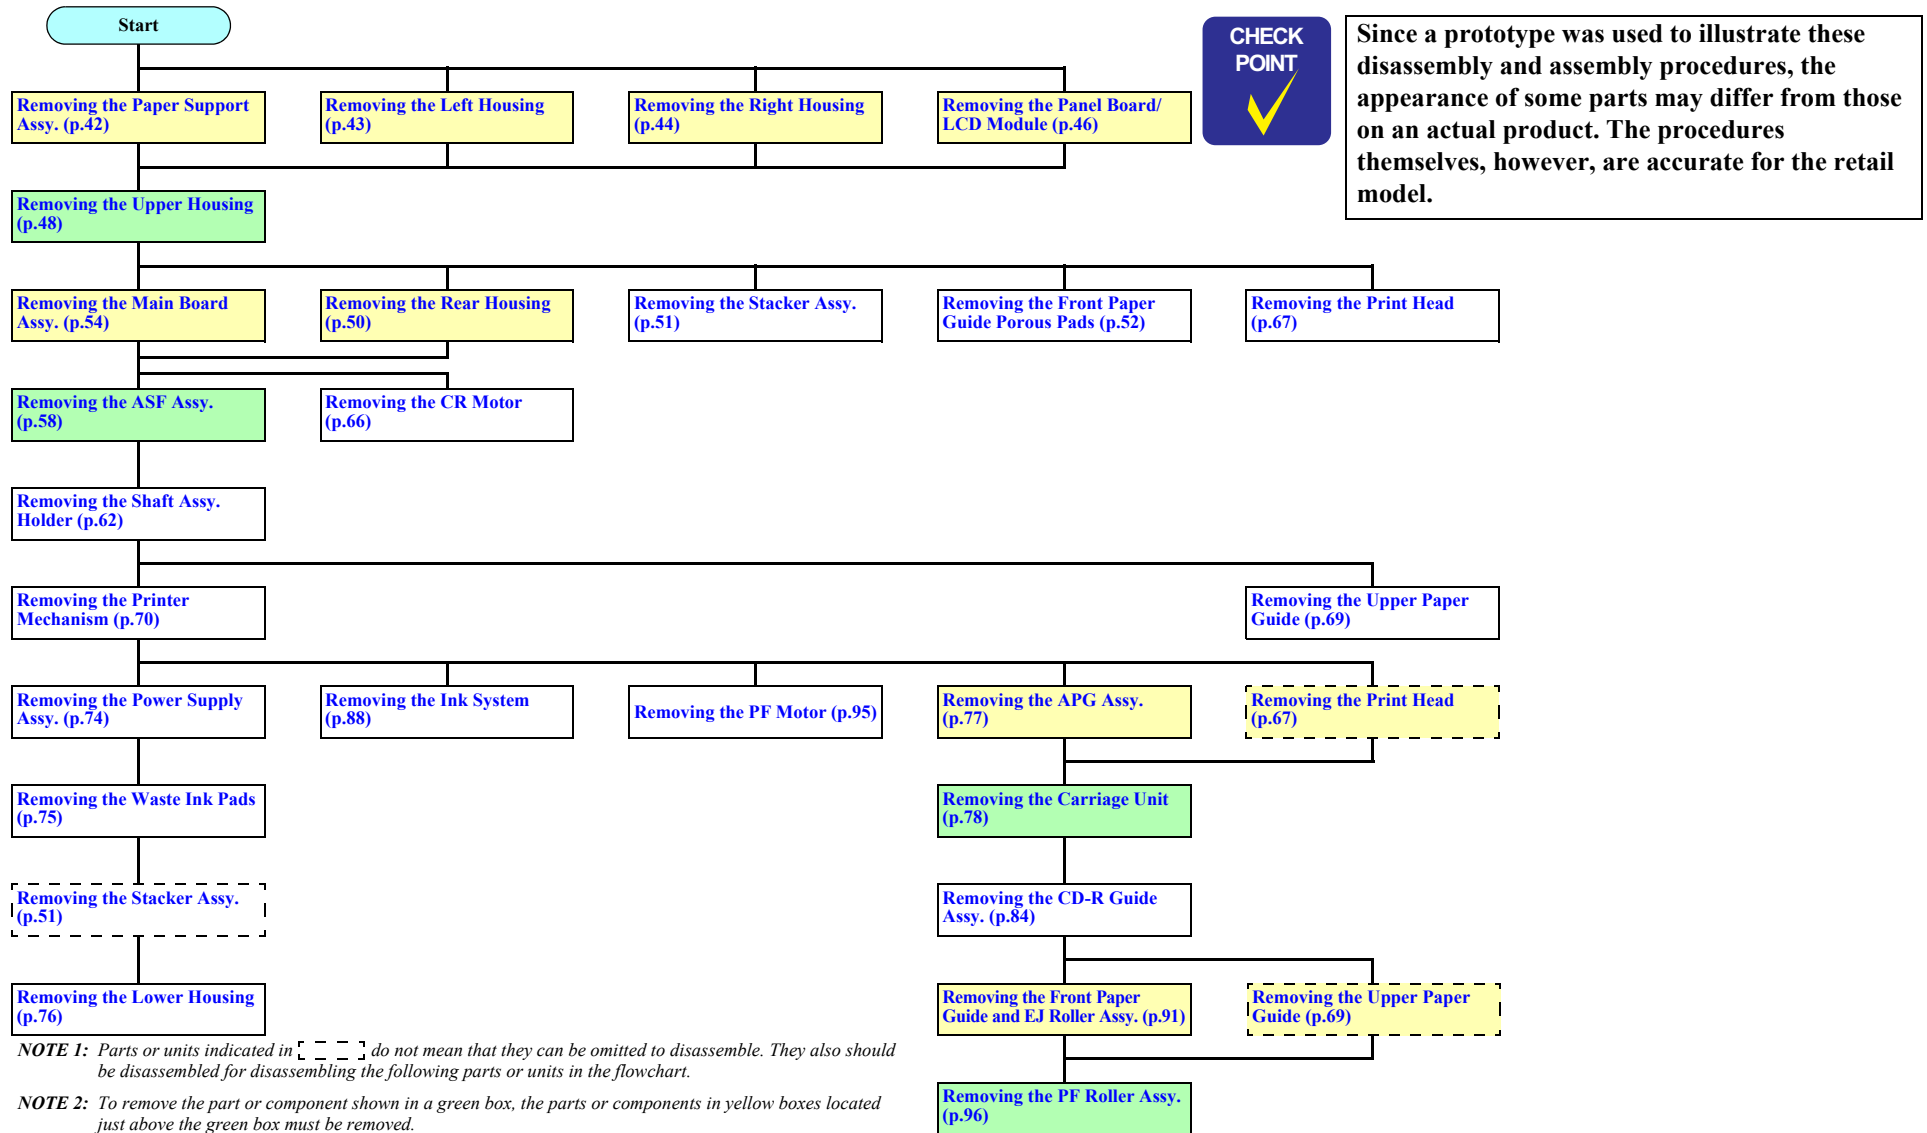 Start
CHECK
POINT
Since a prototype was used to illustrate these
disassembly and assembly procedures, the
appearance of some parts may differ from those
on an actual product. The procedures
themselves, however, are accurate for the retail
model.
Removing the Paper Support
Assy. (p.42)
Removing the Left Housing
(p.43)
Removing the Right Housing
(p.44)
Removing the Panel Board/
LCD Module (p.46)
Removing the Upper Housing
(p.48)
Removing the Main Board
Assy. (p.54)
Removing the Rear Housing
(p.50)
Removing the Stacker Assy.
(p.51)
Removing the Front Paper
Guide Porous Pads (p.52)
Removing the Print Head
(p.67)
Removing the ASF Assy.
(p.58)
Removing the CR Motor
(p.66)
Removing the Shaft Assy.
Holder (p.62)
Removing the Printer
Mechanism (p.70)
Removing the Upper Paper
Guide (p.69)
Removing the Power Supply
Assy. (p.74)
Removing the Ink System
(p.88)
Removing the PF Motor (p.95)
Removing the APG Assy.
(p.77)
Removing the Print Head
(p.67)
Removing the Waste Ink Pads
(p.75)
Removing the Carriage Unit
(p.78)
Removing the Stacker Assy.
(p.51)
Removing the CD-R Guide
Assy. (p.84)
Removing the Lower Housing
(p.76)
Removing the Front Paper
Guide and EJ Roller Assy. (p.91)
Removing the Upper Paper
Guide (p.69)
Removing the PF Roller Assy.
(p.96)
NOTE 1: Parts or units indicated in do not mean that they can be omitted to disassemble. They also should
be disassembled for disassembling the following parts or units in the flowchart.
NOTE 2: To remove the part or component shown in a green box, the parts or components in yellow boxes located
just above the green box must be removed.